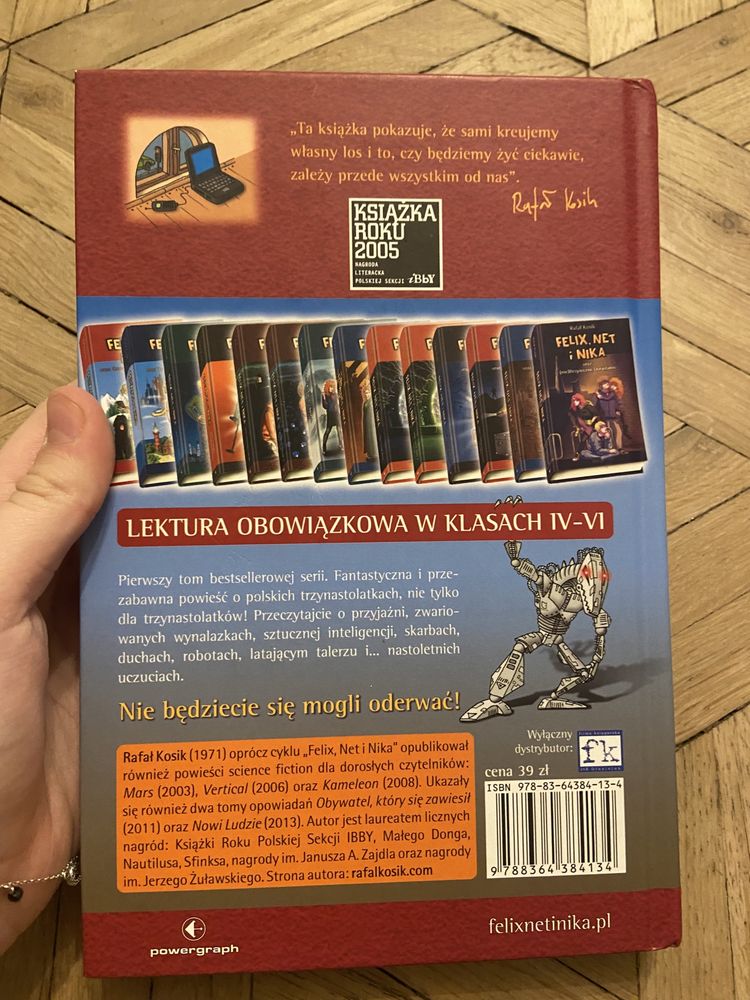 „Ta książka pokazuje, że sami kreujemy
własny los i to, czy będziemy żyć ciekawie,
zależy przede wszystkim od nas”.
Rafał Kosik
KSIĄŻKA
ROKU
2005
NAGRODA
LITERACKA
POLSKIEJ SEKCJI iBbY
Rafał Kosik
FELIX, NET
i NIKA
LEKTURA OBOWIĄZKOWA W KLASACH IV–VI
Pierwszy tom bestsellerowej serii. Fantastyczna i prze-
zabawna powieść o polskich trzynastolatkach, nie tylko
dla trzynastolatków! Przeczytajcie o przyjaźni, zwario-
wanych wynalazkach, sztucznej inteligencji, skarbach,
duchach, robotach, latającym talerzu i... nastoletnich
uczuciach.
Nie będziecie się mogli oderwać!
Rafał Kosik (1971) oprócz cyklu „Felix, Net i Nika” opublikował
również powieści science fiction dla dorosłych czytelników:
Mars (2003), Vertical (2006) oraz Kameleon (2008). Ukazały
się również dwa tomy opowiadań Obywatel, który się zawiesił
(2011) oraz Nowi Ludzie (2013). Autor jest laureatem licznych
nagród: Książki Roku Polskiej Sekcji IBBY, Małego Donga,
Nautilusa, Sfinksa, nagrody im. Janusza A. Zajdla oraz nagrody
im. Jerzego Żuławskiego. Strona autora: rafalkosik.com
Wyłączny
dystrybutor:
firma księgarska
fk
cena 39 zł
ISBN 978-83-64384-13-4
9 788364 384134
powergraph
felixnetinika.pl